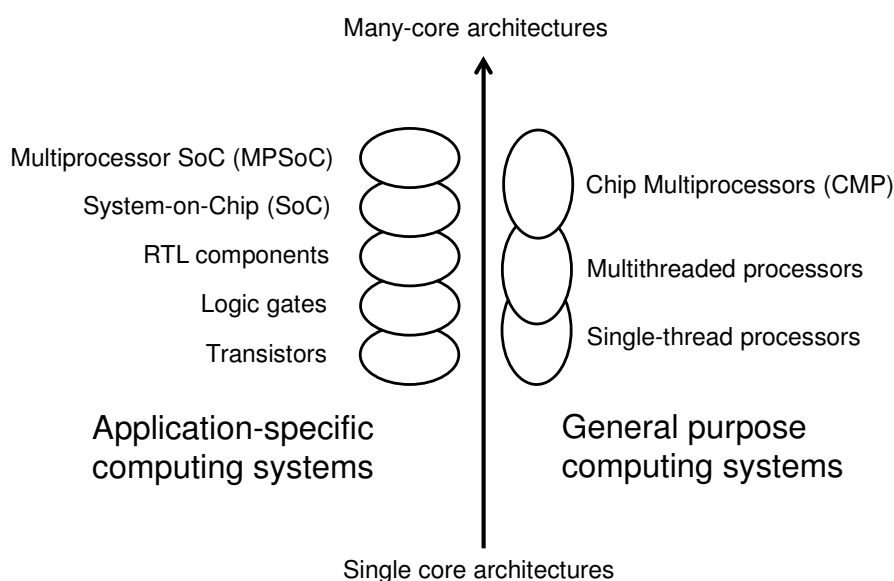 Many-core architectures
Multiprocessor SoC (MPSoC)
System-on-Chip (SoC)
RTL components
Logic gates
Transistors
Chip Multiprocessors (CMP)
Multithreaded processors
Single-thread processors
Application-specific
computing systems
General purpose
computing systems
Single core architectures